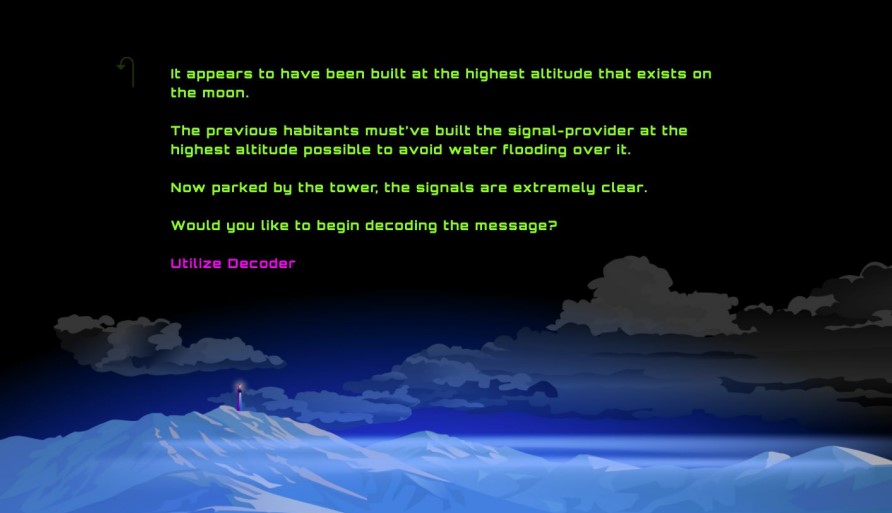 It appears to have been built at the highest altitude that exists on
the moon.
The previous habitants must've built the signal-provider at the
highest altitude possible to avoid water flooding over it.
Now parked by the tower, the signals are extremely clear.
Would you like to begin decoding the message?
Utilize Decoder